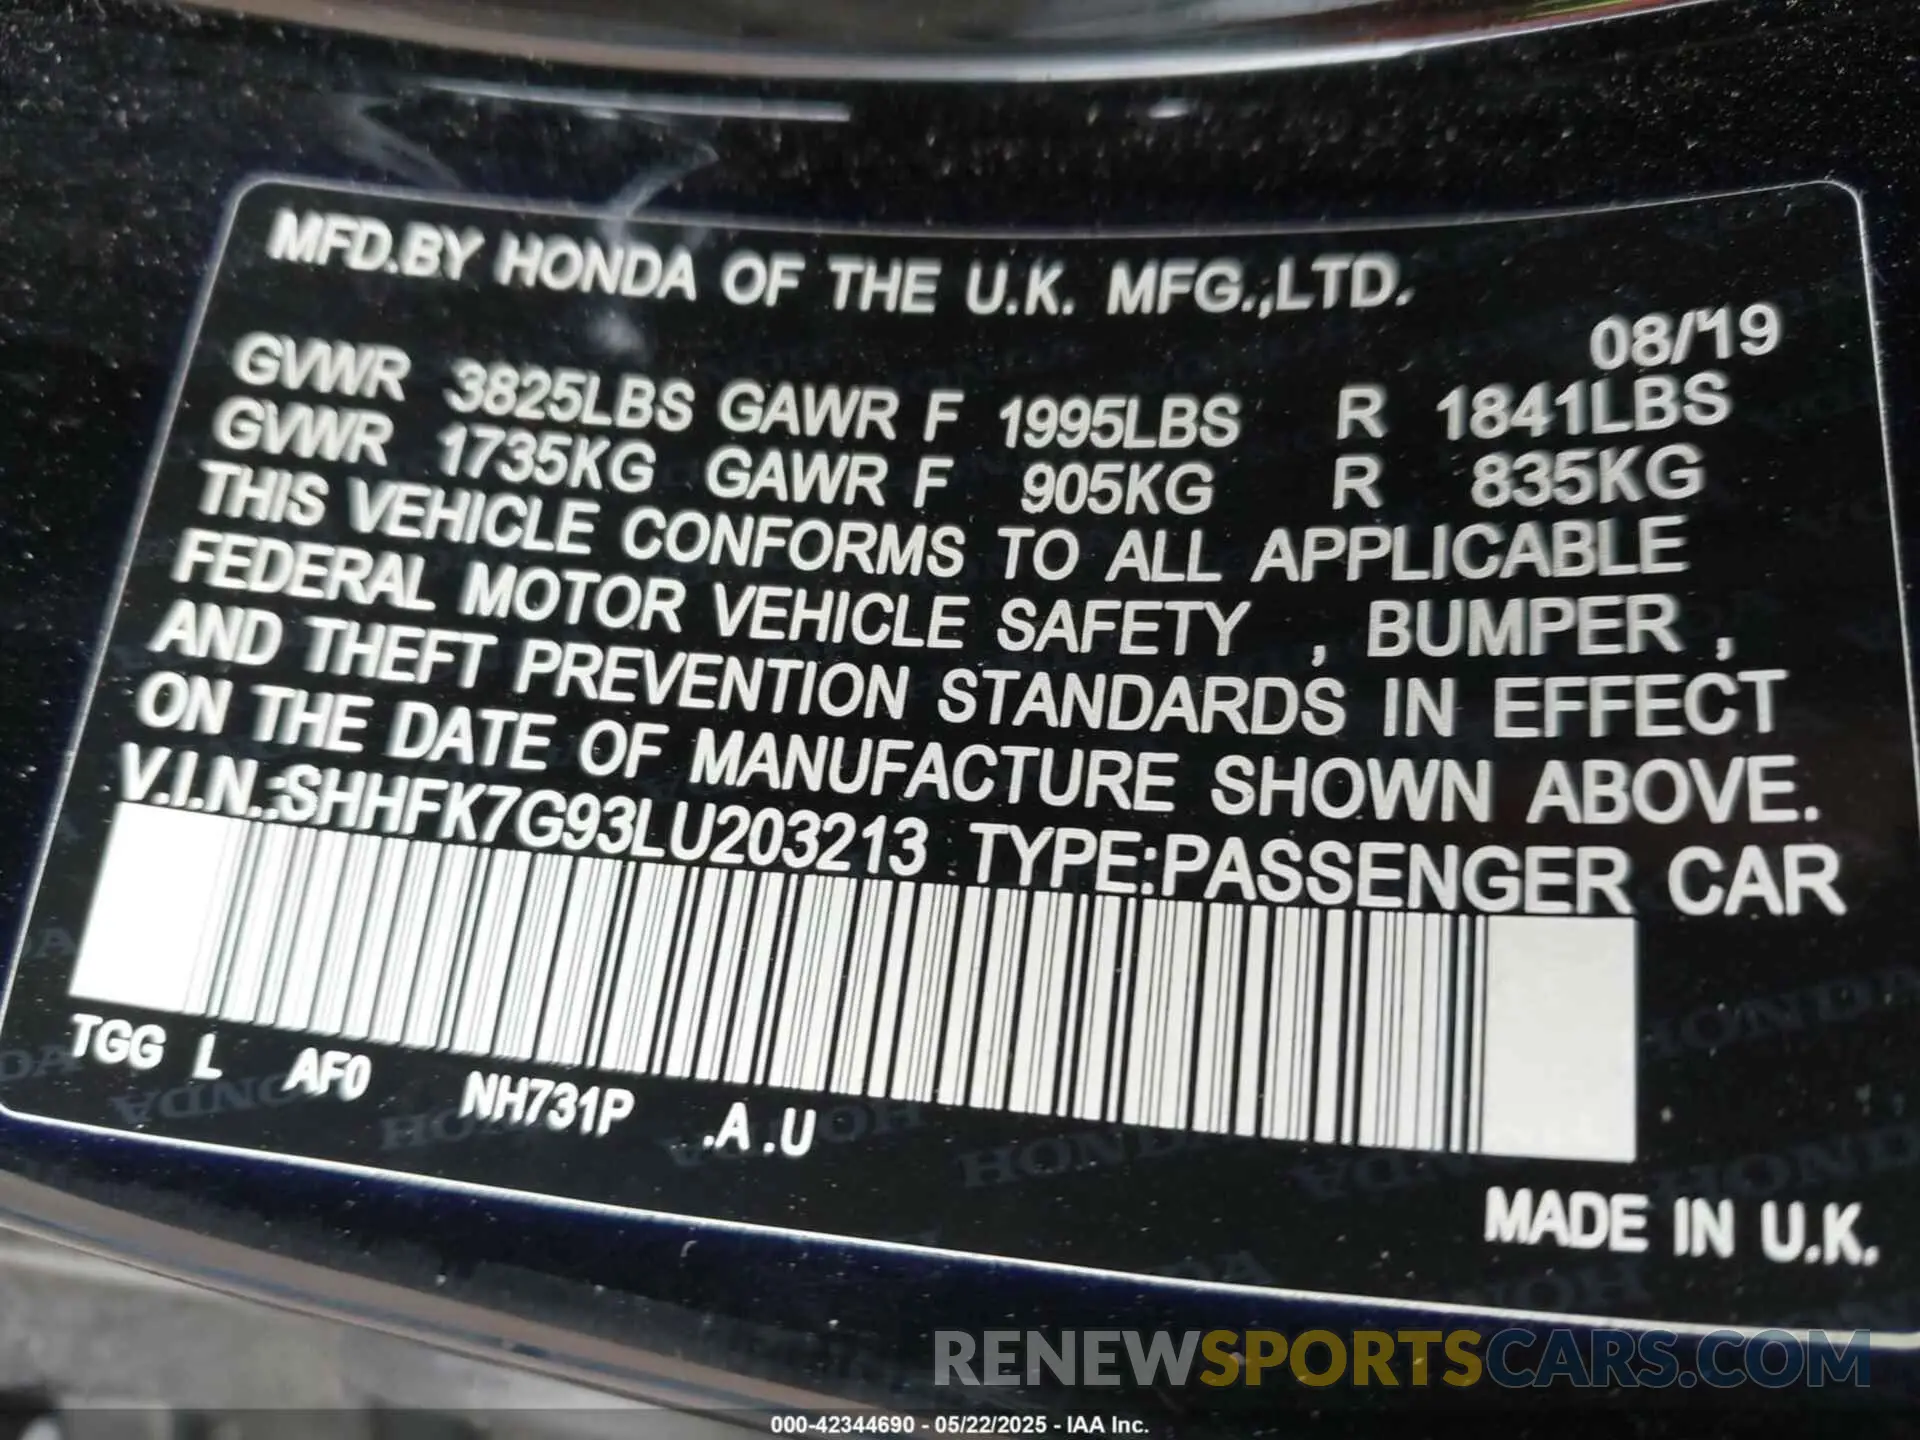 MFD.BY HONDA OF THE U.K. MFG.,LTD.
08/'19
GVWR 3825LBS GAWR F 1995LBS R 1841LBS
GVWR 1735KG GAWR F 905KG R 835KG
THIS VEHICLE CONFORMS TO ALL APPLICABLE
FEDERAL MOTOR VEHICLE SAFETY , BUMPER ,
AND THEFT PREVENTION STANDARDS IN EFFECT
ON THE DATE OF MANUFACTURE SHOWN ABOVE.
V.I.N.:SHHFK7G93LU203213 TYPE:PASSENGER CAR
TGG L AF0 NH731P .A .U
MADE IN U.K.
RENEWSPORTSCARS.COM
000-42344690 - 05/22/2025 - IAA Inc.